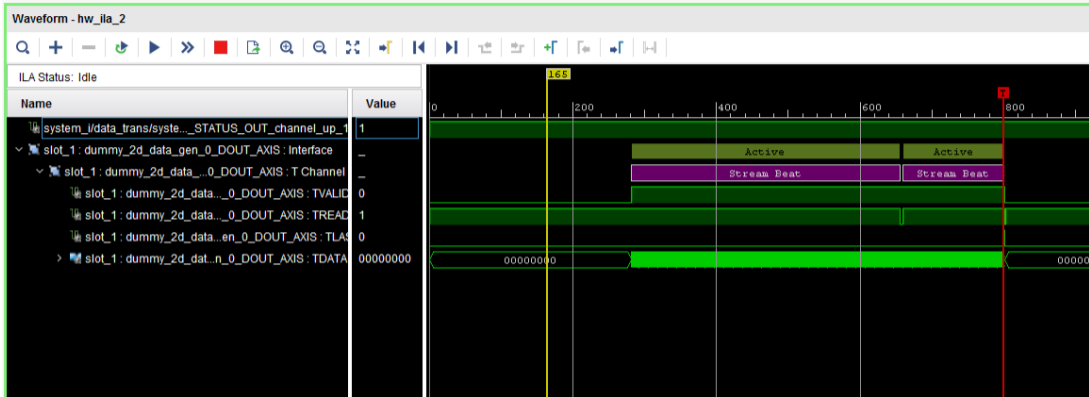 Waveform - hw_ila_2
ILA Status: Idle
Name Value
165
0 200 400 600 800
T
system_i/data_trans/syste..._STATUS_OUT_channel_up_1 1
slot_1 : dummy_2d_data_gen_0_DOUT_AXIS : Interface _ Active Active
slot_1 : dummy_2d_data_...0_DOUT_AXIS : T Channel _ Stream Beat Stream Beat
slot_1 : dummy_2d_data..._0_DOUT_AXIS : TVALID 0
slot_1 : dummy_2d_data..._0_DOUT_AXIS : TREAD 1
slot_1 : dummy_2d_data...en_0_DOUT_AXIS : TLAS 0
slot_1 : dummy_2d_dat...n_0_DOUT_AXIS : TDATA 00000000 00000000 00000